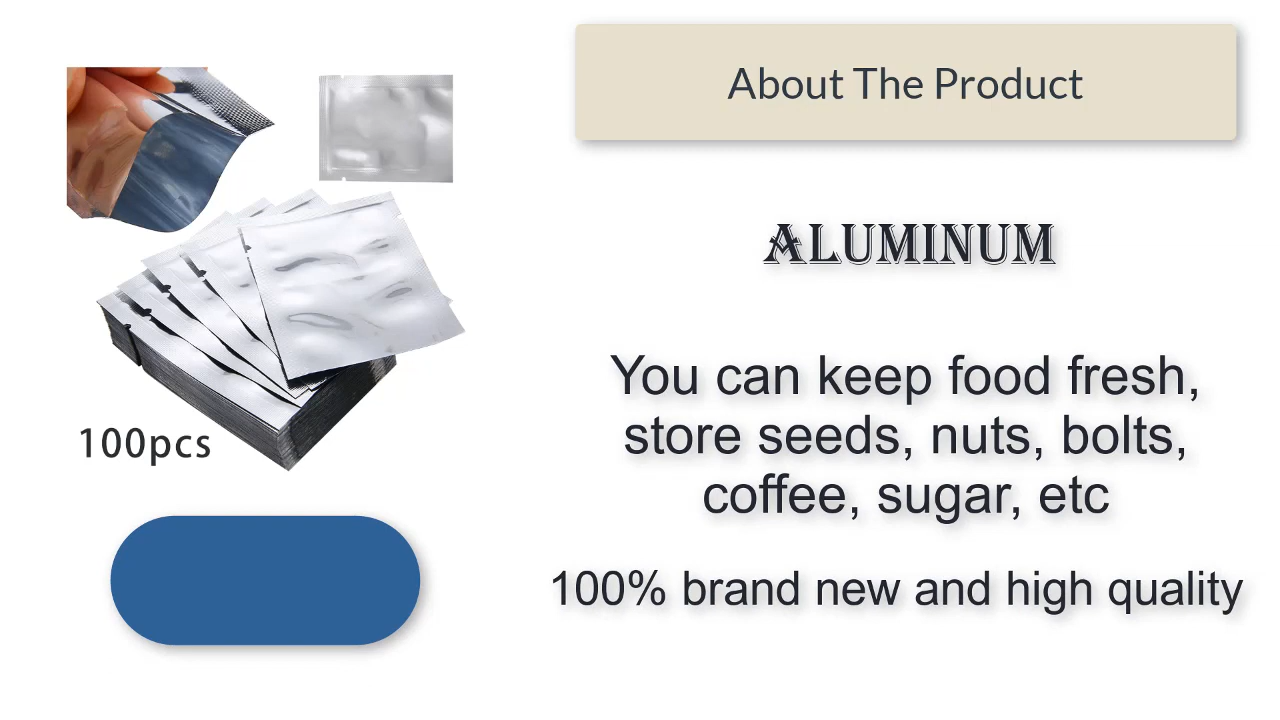 About The Product
ALUMINUM
You can keep food fresh,
store seeds, nuts, bolts,
coffee, sugar, etc
100pcs
100% brand new and high quality